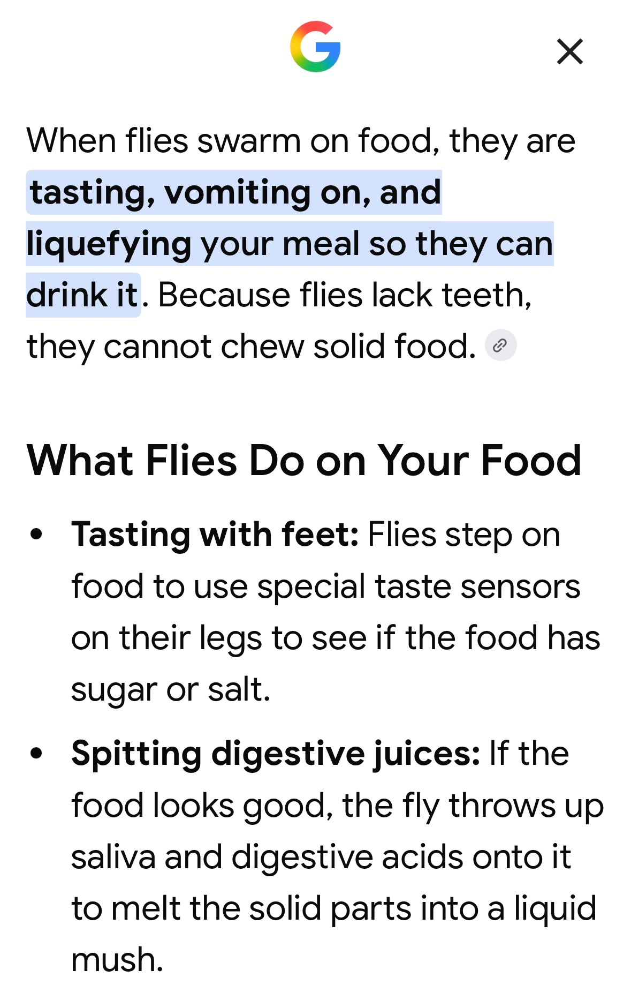 When flies swarm on food, they are
tasting, vomiting on, and
liquefying your meal so they can
drink it. Because flies lack teeth,
they cannot chew solid food.
What Flies Do on Your Food
• Tasting with feet: Flies step on
food to use special taste sensors
on their legs to see if the food has
sugar or salt.
• Spitting digestive juices: If the
food looks good, the fly throws up
saliva and digestive acids onto it
to melt the solid parts into a liquid
mush.